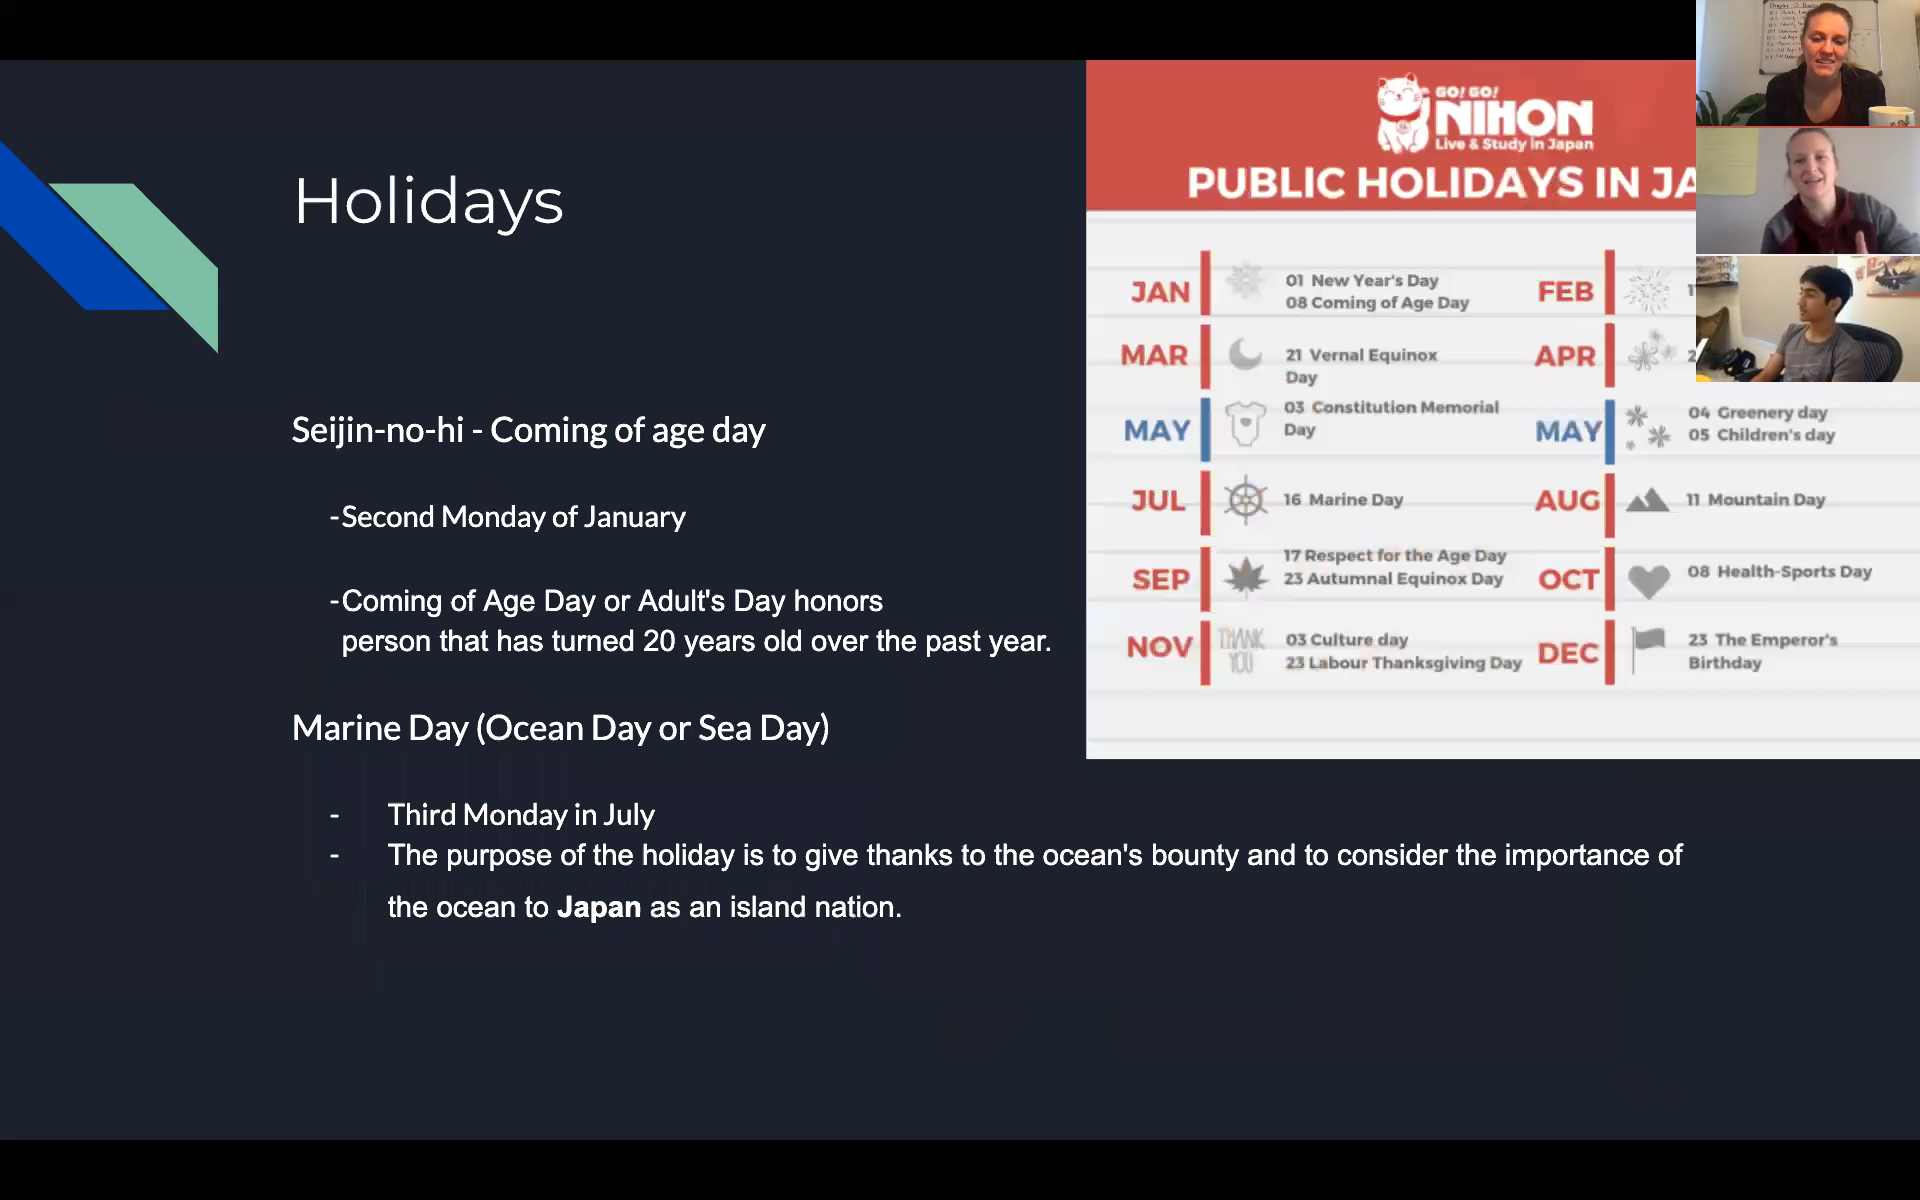 Holidays
Seijin-no-hi - Coming of age day
-Second Monday of January
-Coming of Age Day or Adult's Day honors
person that has turned 20 years old over the past year.
Marine Day (Ocean Day or Sea Day)
- Third Monday in July
- The purpose of the holiday is to give thanks to the ocean's bounty and to consider the importance of
the ocean to Japan as an island nation.
GO! GO!
NIHON
Live & Study in Japan
PUBLIC HOLIDAYS IN JA
JAN
01 New Year's Day
08 Coming of Age Day
FEB
MAR
21 Vernal Equinox
Day
APR
MAY
03 Constitution Memorial
Day
MAY
04 Greenery day
05 Children's day
JUL
16 Marine Day
AUG
11 Mountain Day
SEP
17 Respect for the Age Day
23 Autumnal Equinox Day
OCT
08 Health-Sports Day
NOV
THANK
YOU
03 Culture day
23 Labour Thanksgiving Day
DEC
23 The Emperor's
Birthday